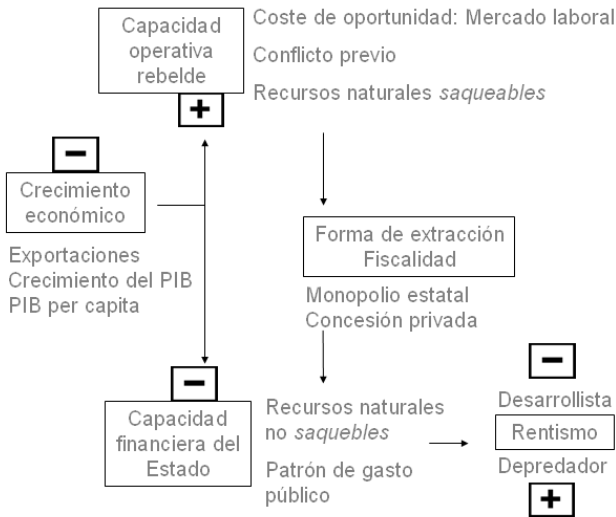 Capacidad
operativa
rebelde
+
Coste de oportunidad: Mercado laboral
Conflicto previo
Recursos naturales saqueables
−
Crecimiento
económico
Exportaciones
Crecimiento del PIB
PIB per capita
Forma de extracción
Fiscalidad
Monopolio estatal
Concesión privada
−
Capacidad
financiera del
Estado
Recursos naturales
no saquebles
Patrón de gasto
público
−
Desarrollista
Rentismo
Depredador
+